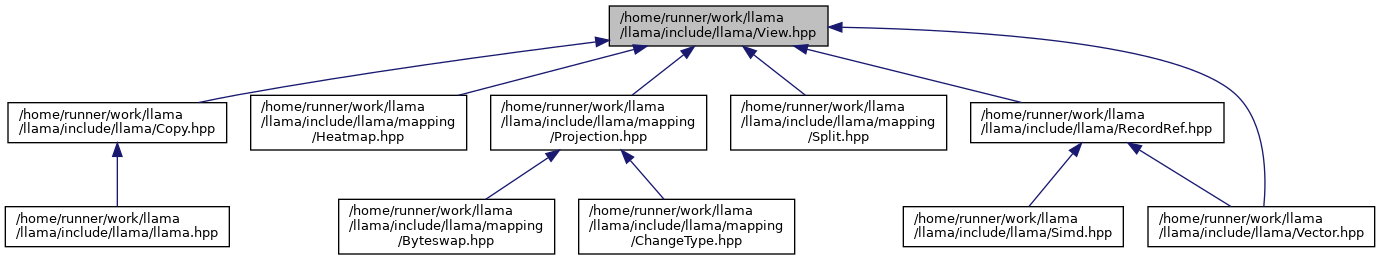 /home/runner/work/llama
/llama/include/llama/View.hpp
/home/runner/work/llama
/llama/include/llama/Copy.hpp
/home/runner/work/llama
/llama/include/llama/mapping
/Heatmap.hpp
/home/runner/work/llama
/llama/include/llama/mapping
/Projection.hpp
/home/runner/work/llama
/llama/include/llama/mapping
/Split.hpp
/home/runner/work/llama
/llama/include/llama/RecordRef.hpp
/home/runner/work/llama
/llama/include/llama/llama.hpp
/home/runner/work/llama
/llama/include/llama/mapping
/Byteswap.hpp
/home/runner/work/llama
/llama/include/llama/mapping
/ChangeType.hpp
/home/runner/work/llama
/llama/include/llama/Simd.hpp
/home/runner/work/llama
/llama/include/llama/Vector.hpp